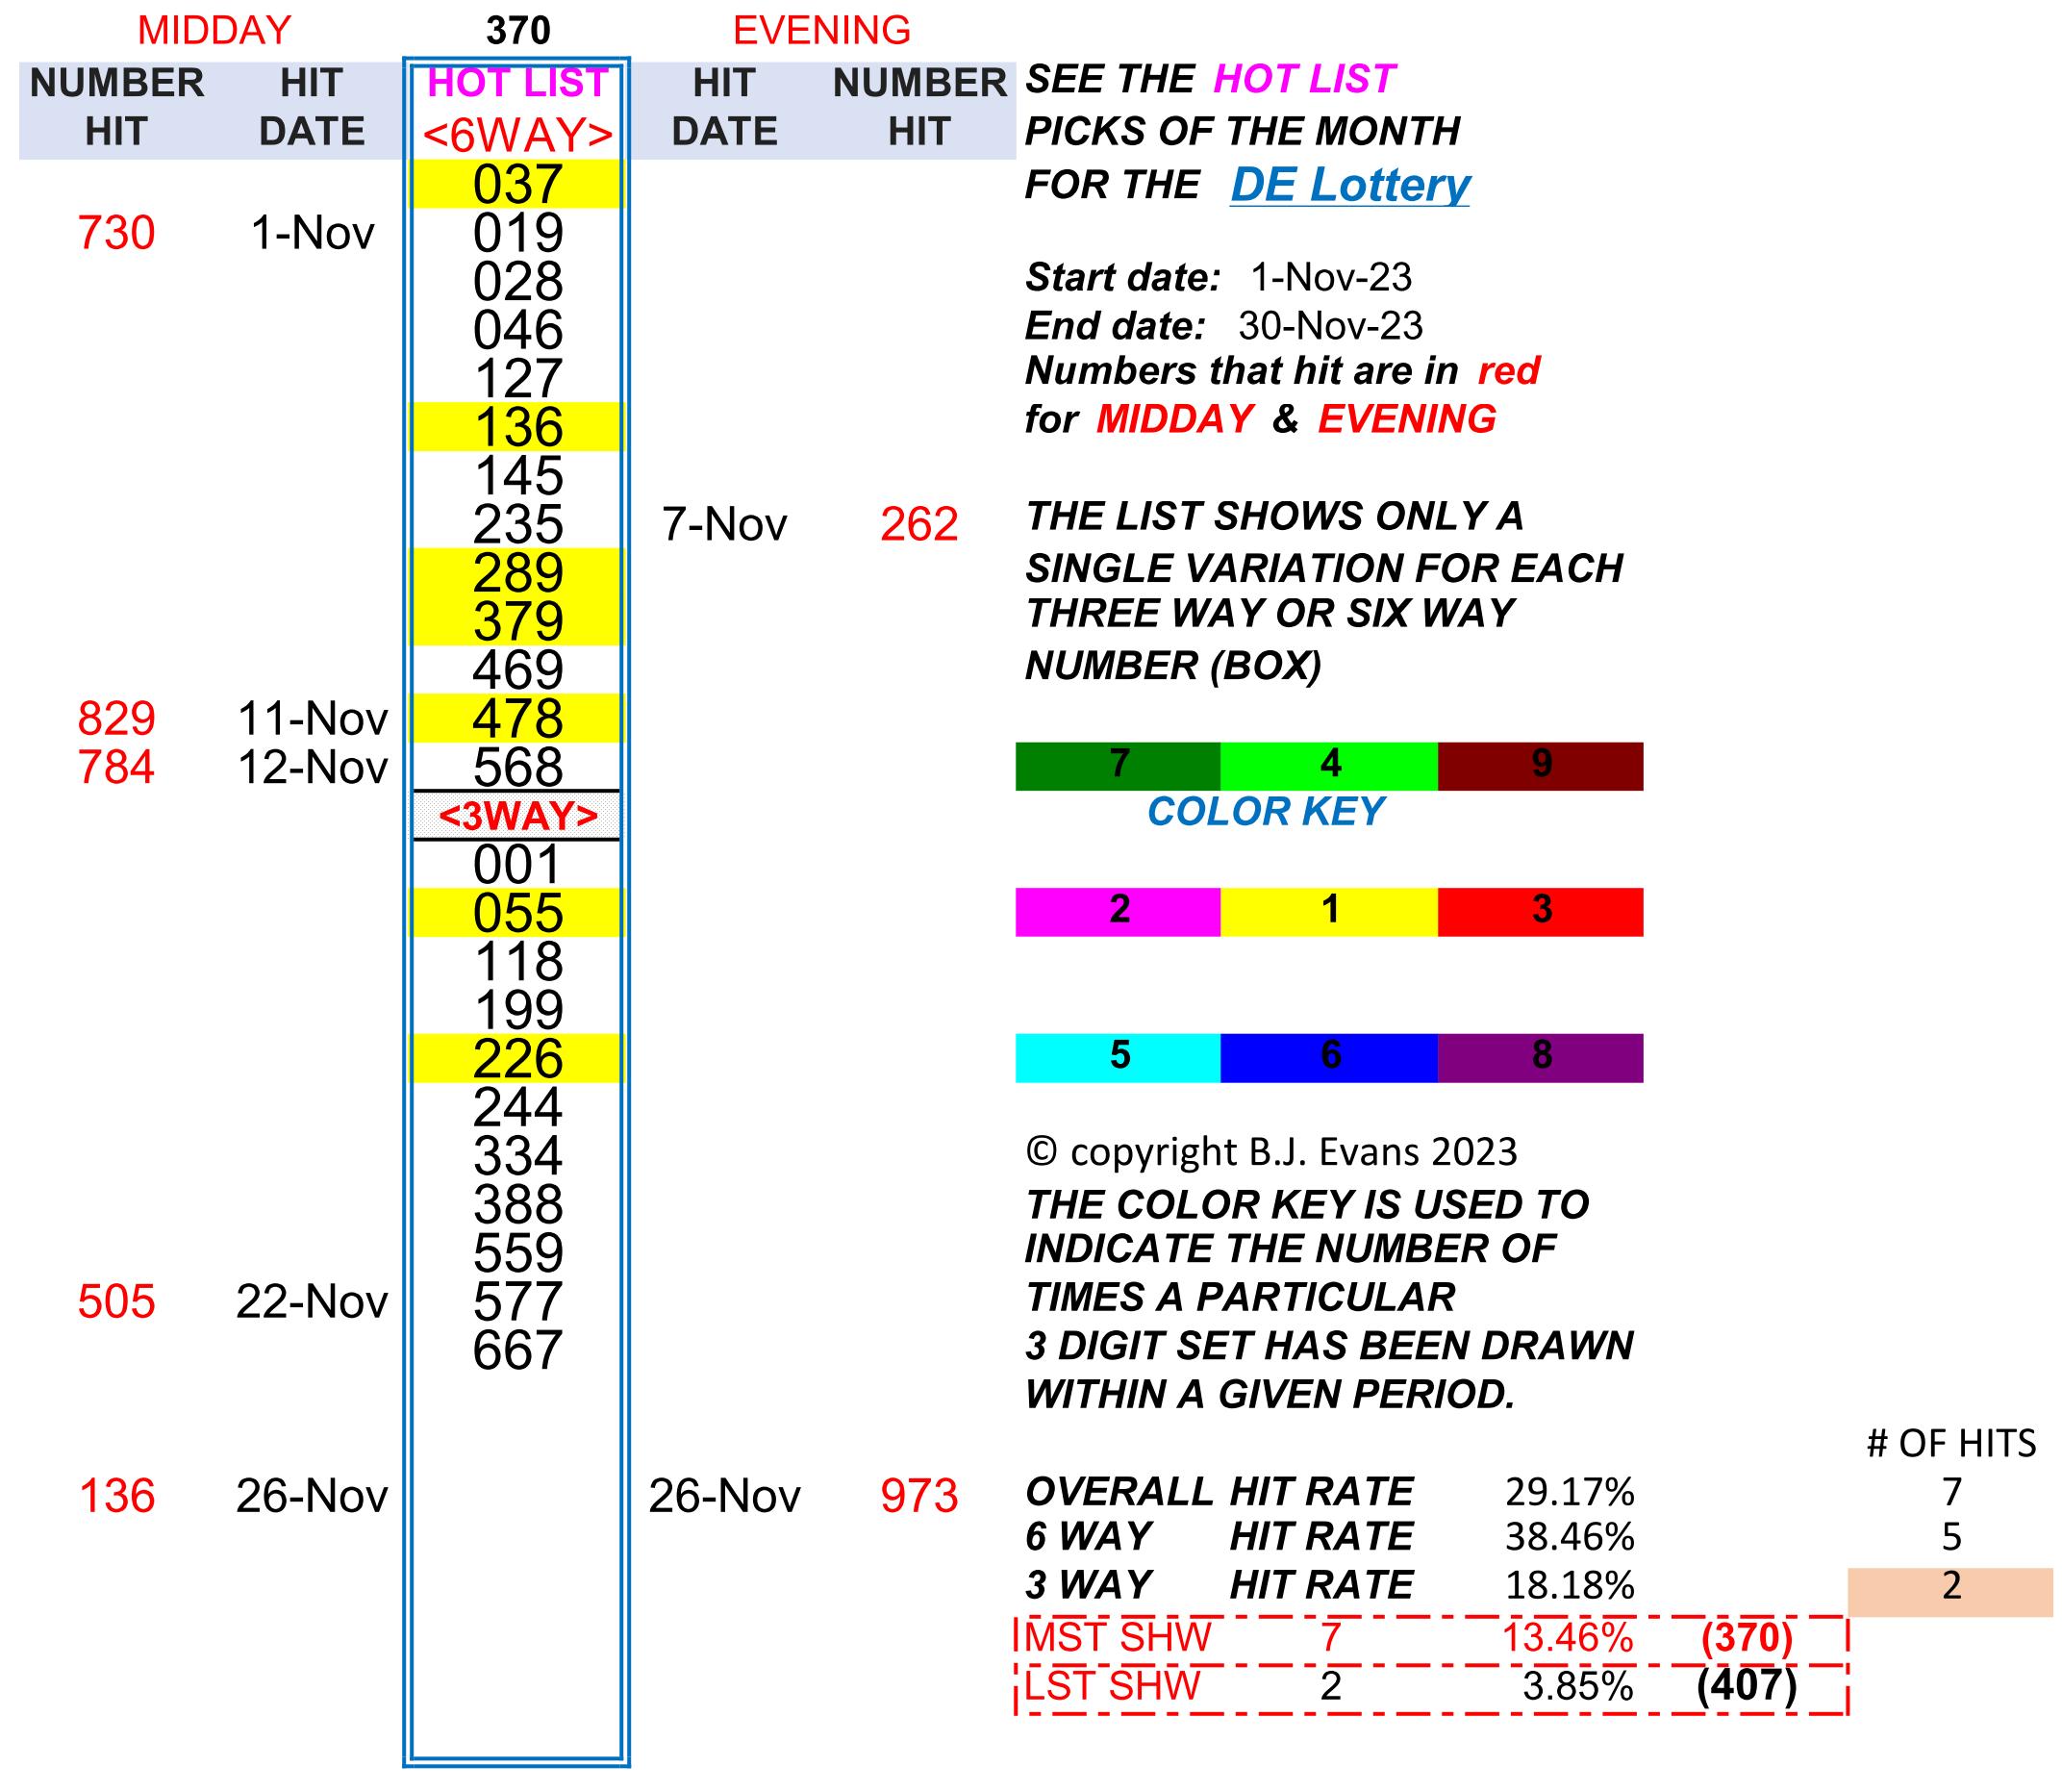 MIDDAY 370 EVENING
NUMBER HIT HOT LIST HIT NUMBER SEE THE HOT LIST
HIT DATE <6WAY> DATE HIT PICKS OF THE MONTH
037 FOR THE DE Lottery
730 1-Nov 019
028 Start date: 1-Nov-23
046 End date: 30-Nov-23
127 Numbers that hit are in red
136 for MIDDAY & EVENING
145
235 7-Nov 262 THE LIST SHOWS ONLY A
289 SINGLE VARIATION FOR EACH
379 THREE WAY OR SIX WAY
469 NUMBER (BOX)
829 11-Nov 478
784 12-Nov 568 7 4 9
<3WAY> COLOR KEY
001
055 2 1 3
118
199
226 5 6 8
244
334 © copyright B.J. Evans 2023
388 THE COLOR KEY IS USED TO
559 INDICATE THE NUMBER OF
505 22-Nov 577 TIMES A PARTICULAR
667 3 DIGIT SET HAS BEEN DRAWN
WITHIN A GIVEN PERIOD.
# OF HITS
136 26-Nov 26-Nov 973 OVERALL HIT RATE 29.17% 7
6 WAY HIT RATE 38.46% 5
3 WAY HIT RATE 18.18% 2
MST SHW 7 13.46% (370)
LST SHW 2 3.85% (407)